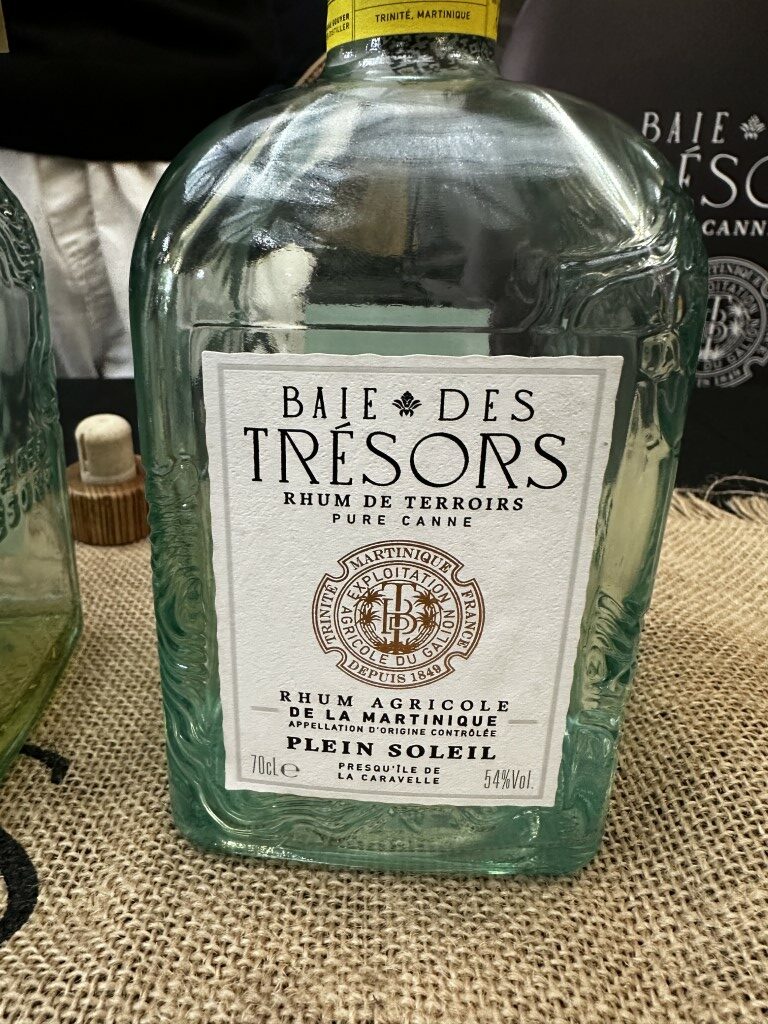 TRINITÉ, MARTINIQUE
BAIE
CANNE
BAIE DES
TRÉSORS
RHUM DE TERROIRS
PURE CANNE
MARTINIQUE
TRINITÉ
FRANCE
EXPLOITATION
AGRICOLE DU GALION
DEPUIS 1849
RHUM AGRICOLE
DE LA MARTINIQUE
APPELLATION D'ORIGINE CONTRÔLÉE
PLEIN SOLEIL
70cL e
PRESQU'ÎLE DE
LA CARAVELLE
54%Vol.